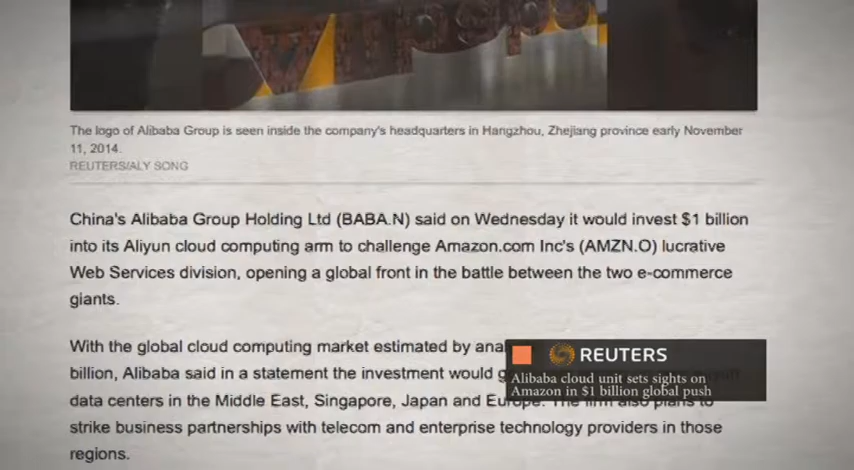 The logo of Alibaba Group is seen inside the company's headquarters in Hangzhou, Zhejiang province early November
11, 2014.
REUTERS/ALY SONG
China's Alibaba Group Holding Ltd (BABA.N) said on Wednesday it would invest $1 billion
into its Aliyun cloud computing arm to challenge Amazon.com Inc's (AMZN.O) lucrative
Web Services division, opening a global front in the battle between the two e-commerce
giants.
With the global cloud computing market estimated by
billion, Alibaba said in a statement the investment would
data centers in the Middle East, Singapore, Japan and Europe. The firm also plans to
strike business partnerships with telecom and enterprise technology providers in those
regions.
REUTERS
Alibaba cloud unit sets sights on
Amazon in $1 billion global push